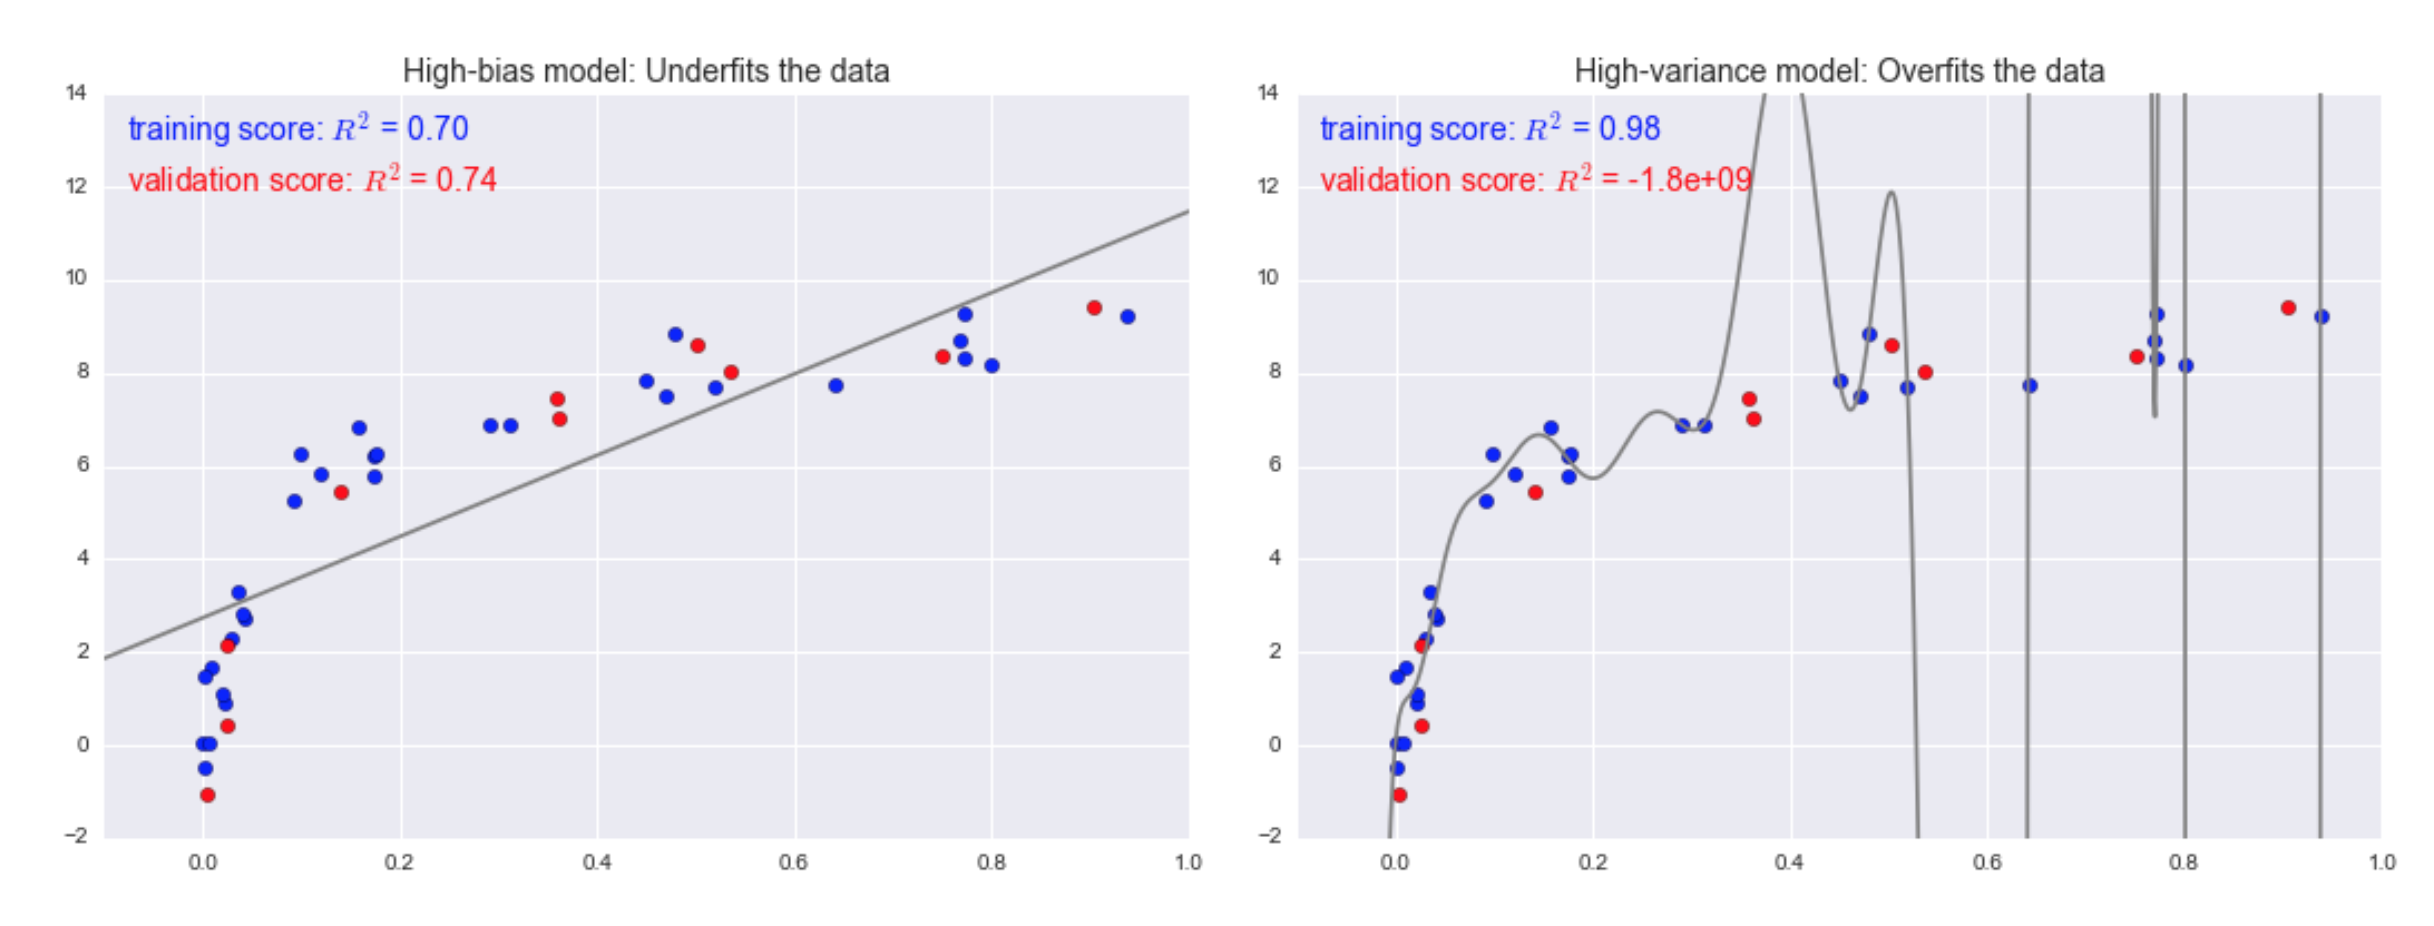 High-bias model: Underfits the data
14
12
10
8
6
4
2
0
−2
training score: R² = 0.70
validation score: R² = 0.74
0.0 0.2 0.4 0.6 0.8 1.0
High-variance model: Overfits the data
14
12
10
8
6
4
2
0
−2
training score: R² = 0.98
validation score: R² = -1.8e+09
0.0 0.2 0.4 0.6 0.8 1.0